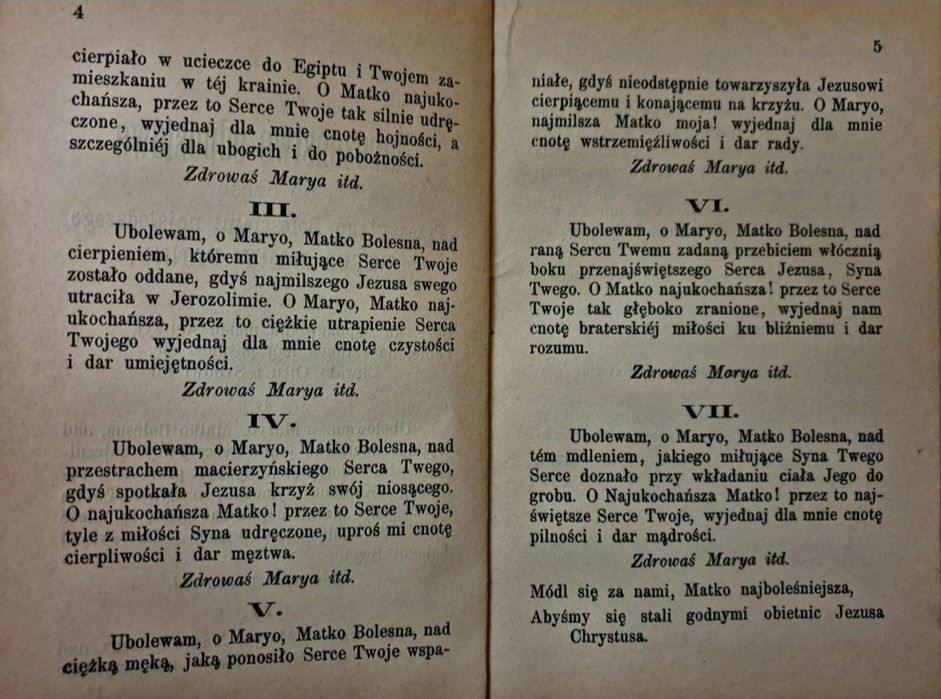 4
cierpiało w ucieczce do Egiptu i Twojem za-
mieszkaniu w téj krainie. O Matko najuko-
chańsza, przez to Serce Twoje tak silnie udrę-
czone, wyjednaj dla mnie cnotę hojności, a
szczególniéj dla ubogich i do pobożności.
Zdrowaś Marya itd.
III.
Ubolewam, o Maryo, Matko Bolesna, nad
cierpieniem, któremu miłujące Serce Twoje
zostało oddane, gdyś najmilszego Jezusa swego
utraciła w Jerozolimie. O Maryo, Matko naj-
ukochańsza, przez to ciężkie utrapienie Serca
Twojego wyjednaj dla mnie cnotę czystości
i dar umiejętności.
Zdrowaś Marya itd.
IV.
Ubolewam, o Maryo, Matko Bolesna, nad
przestrachem macierzyńskiego Serca Twego,
gdyś spotkała Jezusa krzyż swój niosącego.
O najukochańsza Matko! przez to Serce Twoje,
tyle z miłości Syna udręczone, uproś mi cnotę
cierpliwości i dar męztwa.
Zdrowaś Marya itd.
V.
Ubolewam, o Maryo, Matko Bolesna, nad
ciężką męką, jaką ponosiło Serce Twoje wspa-
5
niałe, gdyś nieodstępnie towarzyszyła Jezusowi
cierpiącemu i konającemu na krzyżu. O Maryo,
najmilsza Matko moja! wyjednaj dla mnie
cnotę wstrzemięźliwości i dar rady.
Zdrowaś Marya itd.
VI.
Ubolewam, o Maryo, Matko Bolesna, nad
raną Sercu Twemu zadaną przebiciem włócznią
boku przenajświętszego Serca Jezusa, Syna
Twego. O Matko najukochańsza! przez to Serce
Twoje tak głęboko zranione, wyjednaj nam
cnotę braterskiéj miłości ku bliźniemu i dar
rozumu.
Zdrowaś Marya itd.
VII.
Ubolewam, o Maryo, Matko Bolesna, nad
tém mdleniem, jakiego miłujące Syna Twego
Serce doznało przy wkładaniu ciała Jego do
grobu. O Najukochańsza Matko! przez to naj-
świętsze Serce Twoje, wyjednaj dla mnie cnotę
pilności i dar mądrości.
Zdrowaś Marya itd.
Módl się za nami, Matko najboleśniejsza,
Abyśmy się stali godnymi obietnic Jezusa
Chrystusa.